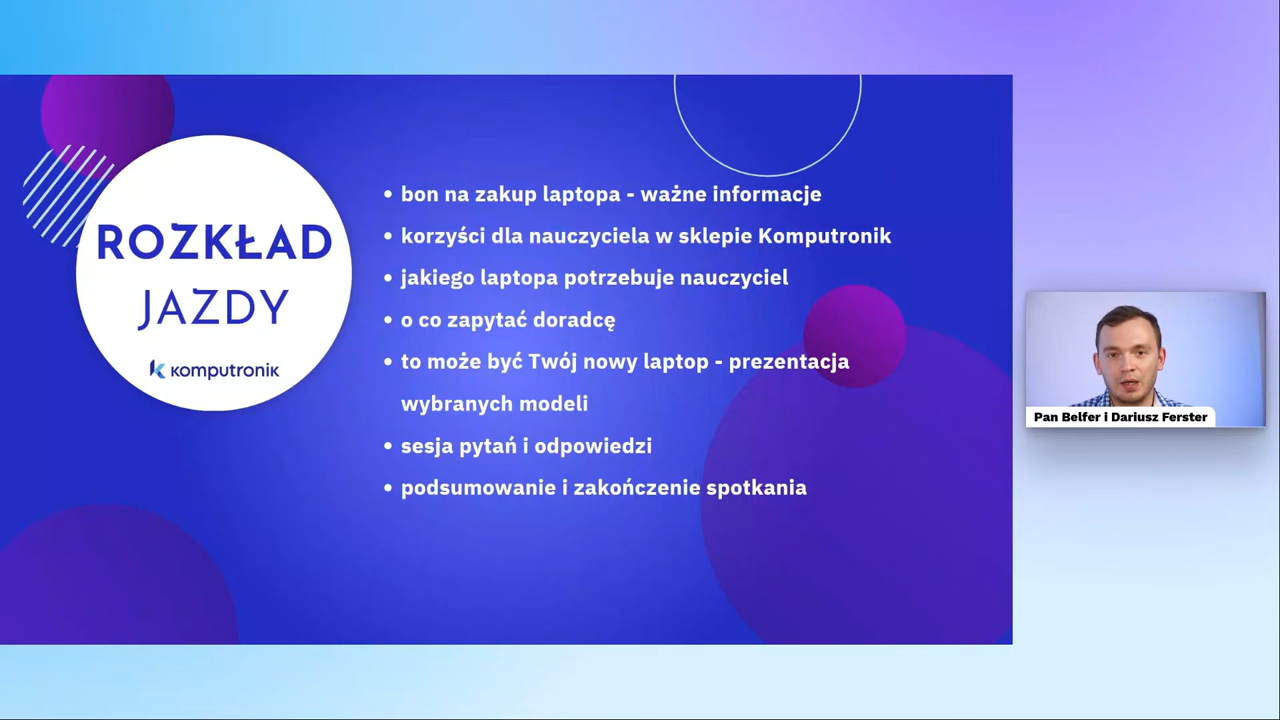 ROZKŁAD
JAZDY
komputronik
• bon na zakup laptopa - ważne informacje
• korzyści dla nauczyciela w sklepie Komputronik
• jakiego laptopa potrzebuje nauczyciel
• o co zapytać doradcę
• to może być Twój nowy laptop - prezentacja
wybranych modeli
• sesja pytań i odpowiedzi
• podsumowanie i zakończenie spotkania
Pan Belfer i Dariusz Ferster